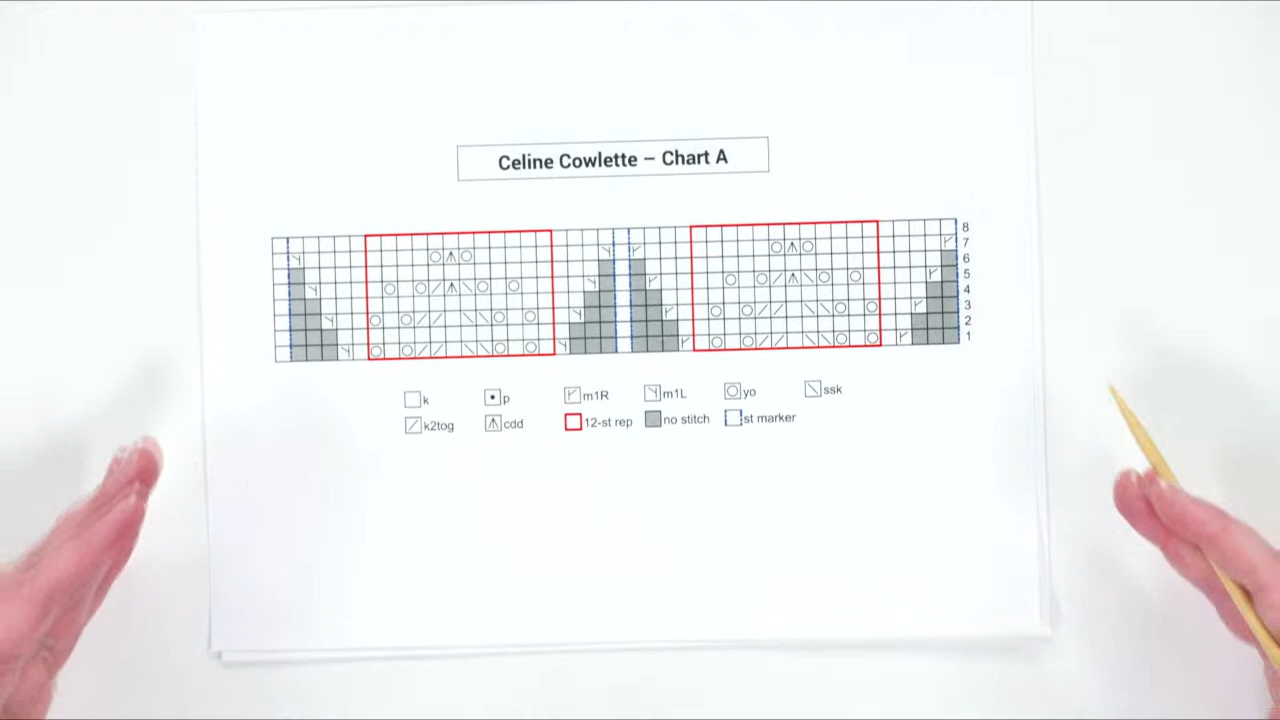 Celine Cowlette – Chart A
8
7
6
5
4
3
2
1
k p m1R m1L yo ssk
k2tog cdd 12-st rep no stitch st marker